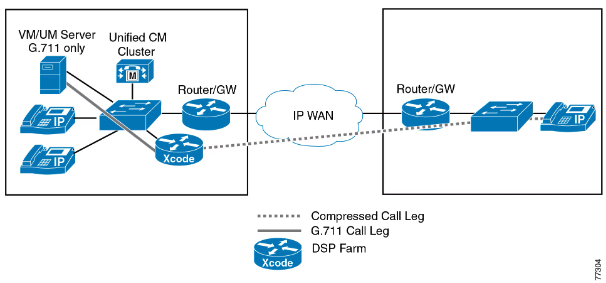 VM/UM Server
G.711 only
Unified CM
Cluster
M
Router/GW
IP
IP
Xcode
IP WAN
Router/GW
IP
Compressed Call Leg
G.711 Call Leg
DSP Farm
Xcode
77304